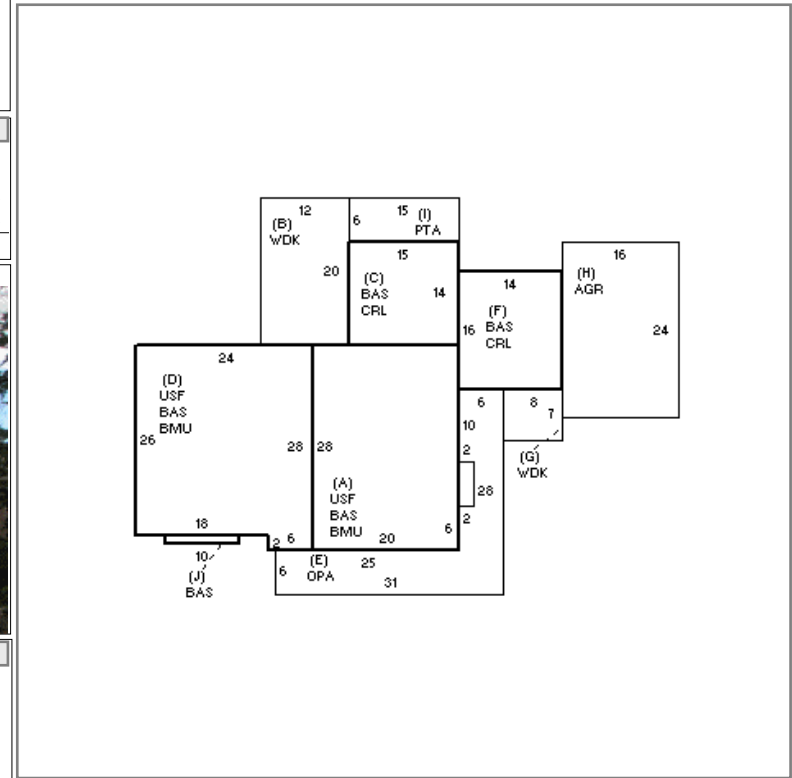 12
(B)
WDK
20
6
15
(I)
PTA
15
(C)
BAS
CRL
14
14
(F)
BAS
CRL
16
16
(H)
AGR
24
24
(D)
USF
BAS
BMU
26
28
18
2
6
28
(A)
USF
BAS
BMU
20
6
6
10
2
28
2
8
7
(G)
WDK
(E)
OPA
6
25
31
10
(J)
BAS